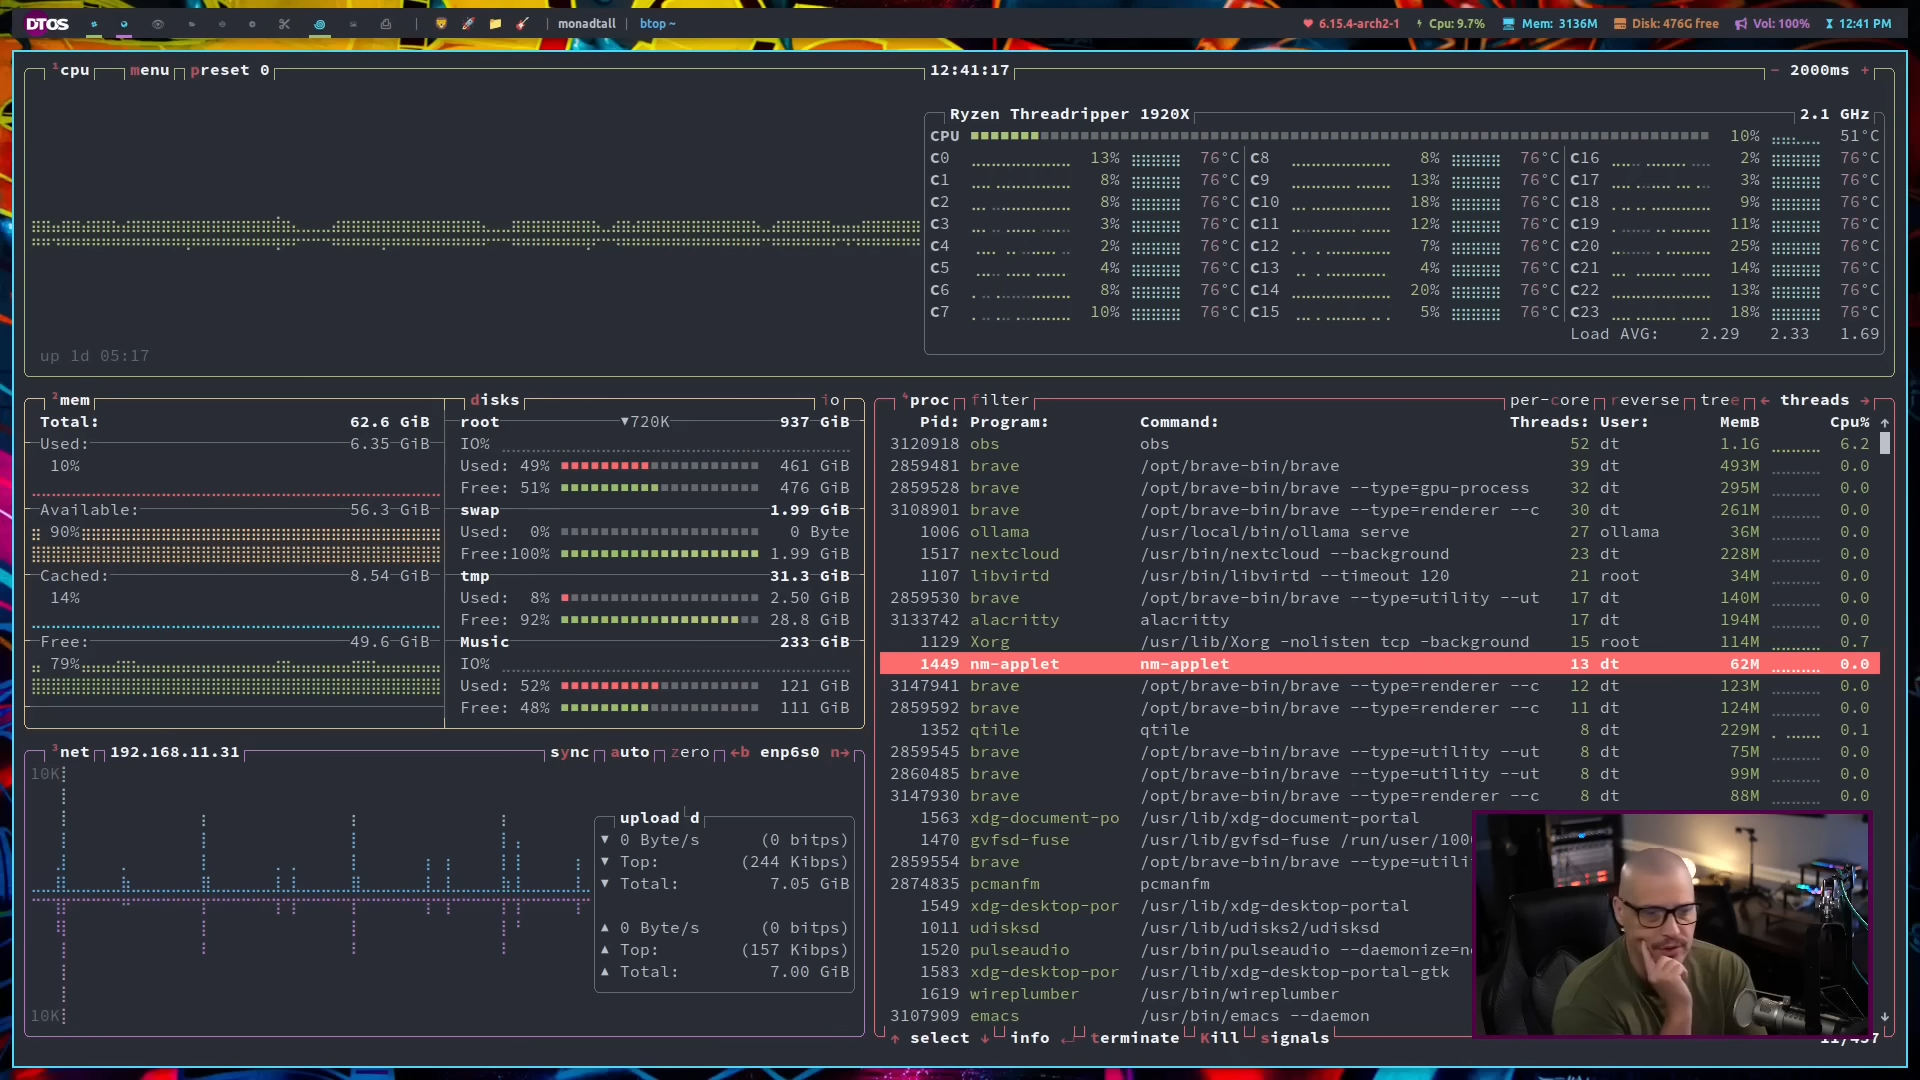 DTOS | monadtall | btop ~ 6.15.4-arch2-1 Cpu: 9.7% Mem: 3136M Disk: 476G free Vol: 100% 12:41 PM
¹cpu menu preset 0 12:41:17 - 2000ms +
Ryzen Threadripper 1920X 2.1 GHz
CPU 10% 51°C
C0 13% 76°C C8 8% 76°C C16 2% 76°C
C1 8% 76°C C9 13% 76°C C17 3% 76°C
C2 8% 76°C C10 18% 76°C C18 9% 76°C
C3 3% 76°C C11 12% 76°C C19 11% 76°C
C4 2% 76°C C12 7% 76°C C20 25% 76°C
C5 4% 76°C C13 4% 76°C C21 14% 76°C
C6 8% 76°C C14 20% 76°C C22 13% 76°C
C7 10% 76°C C15 5% 76°C C23 18% 76°C
Load AVG: 2.29 2.33 1.69
up 1d 05:17
²mem
Total: 62.6 GiB
Used: 6.35 GiB
10%
Available: 56.3 GiB
90%
Cached: 8.54 GiB
14%
Free: 49.6 GiB
79%
disks io
root ▼720K 937 GiB
IO%
Used: 49% 461 GiB
Free: 51% 476 GiB
swap 1.99 GiB
Used: 0% 0 Byte
Free:100% 1.99 GiB
tmp 31.3 GiB
Used: 8% 2.50 GiB
Free: 92% 28.8 GiB
Music 233 GiB
IO%
Used: 52% 121 GiB
Free: 48% 111 GiB
³net 192.168.11.31 sync auto zero ←b enp6s0 n→
10K
upload d
▼ 0 Byte/s (0 bitps)
▼ Top: (244 Kibps)
▼ Total: 7.05 GiB
▲ 0 Byte/s (0 bitps)
▲ Top: (157 Kibps)
▲ Total: 7.00 GiB
10K
⁴proc filter per-core reverse tree ← threads →
Pid: Program: Command: Threads: User: MemB Cpu% ↑
3120918 obs obs 52 dt 1.1G 6.2
2859481 brave /opt/brave-bin/brave 39 dt 493M 0.0
2859528 brave /opt/brave-bin/brave --type=gpu-process 32 dt 295M 0.0
3108901 brave /opt/brave-bin/brave --type=renderer --c 30 dt 261M 0.0
1006 ollama /usr/local/bin/ollama serve 27 ollama 36M 0.0
1517 nextcloud /usr/bin/nextcloud --background 23 dt 228M 0.0
1107 libvirtd /usr/bin/libvirtd --timeout 120 21 root 34M 0.0
2859530 brave /opt/brave-bin/brave --type=utility --ut 17 dt 140M 0.0
3133742 alacritty alacritty 17 dt 194M 0.0
1129 Xorg /usr/lib/Xorg -nolisten tcp -background 15 root 114M 0.7
1449 nm-applet nm-applet 13 dt 62M 0.0
3147941 brave /opt/brave-bin/brave --type=renderer --c 12 dt 123M 0.0
2859592 brave /opt/brave-bin/brave --type=renderer --c 11 dt 124M 0.0
1352 qtile qtile 8 dt 229M 0.1
2859545 brave /opt/brave-bin/brave --type=utility --ut 8 dt 75M 0.0
2860485 brave /opt/brave-bin/brave --type=utility --ut 8 dt 99M 0.0
3147930 brave /opt/brave-bin/brave --type=renderer --c 8 dt 88M 0.0
1563 xdg-document-po /usr/lib/xdg-document-portal
1470 gvfsd-fuse /usr/lib/gvfsd-fuse /run/user/100
2859554 brave /opt/brave-bin/brave --type=utili
2874835 pcmanfm pcmanfm
1549 xdg-desktop-por /usr/lib/xdg-desktop-portal
1011 udisksd /usr/lib/udisks2/udisksd
1520 pulseaudio /usr/bin/pulseaudio --daemonize=n
1583 xdg-desktop-por /usr/lib/xdg-desktop-portal-gtk
1619 wireplumber /usr/bin/wireplumber
3107909 emacs /usr/bin/emacs --daemon ↓
↑ select ↓ info ↵ terminate Kill signals